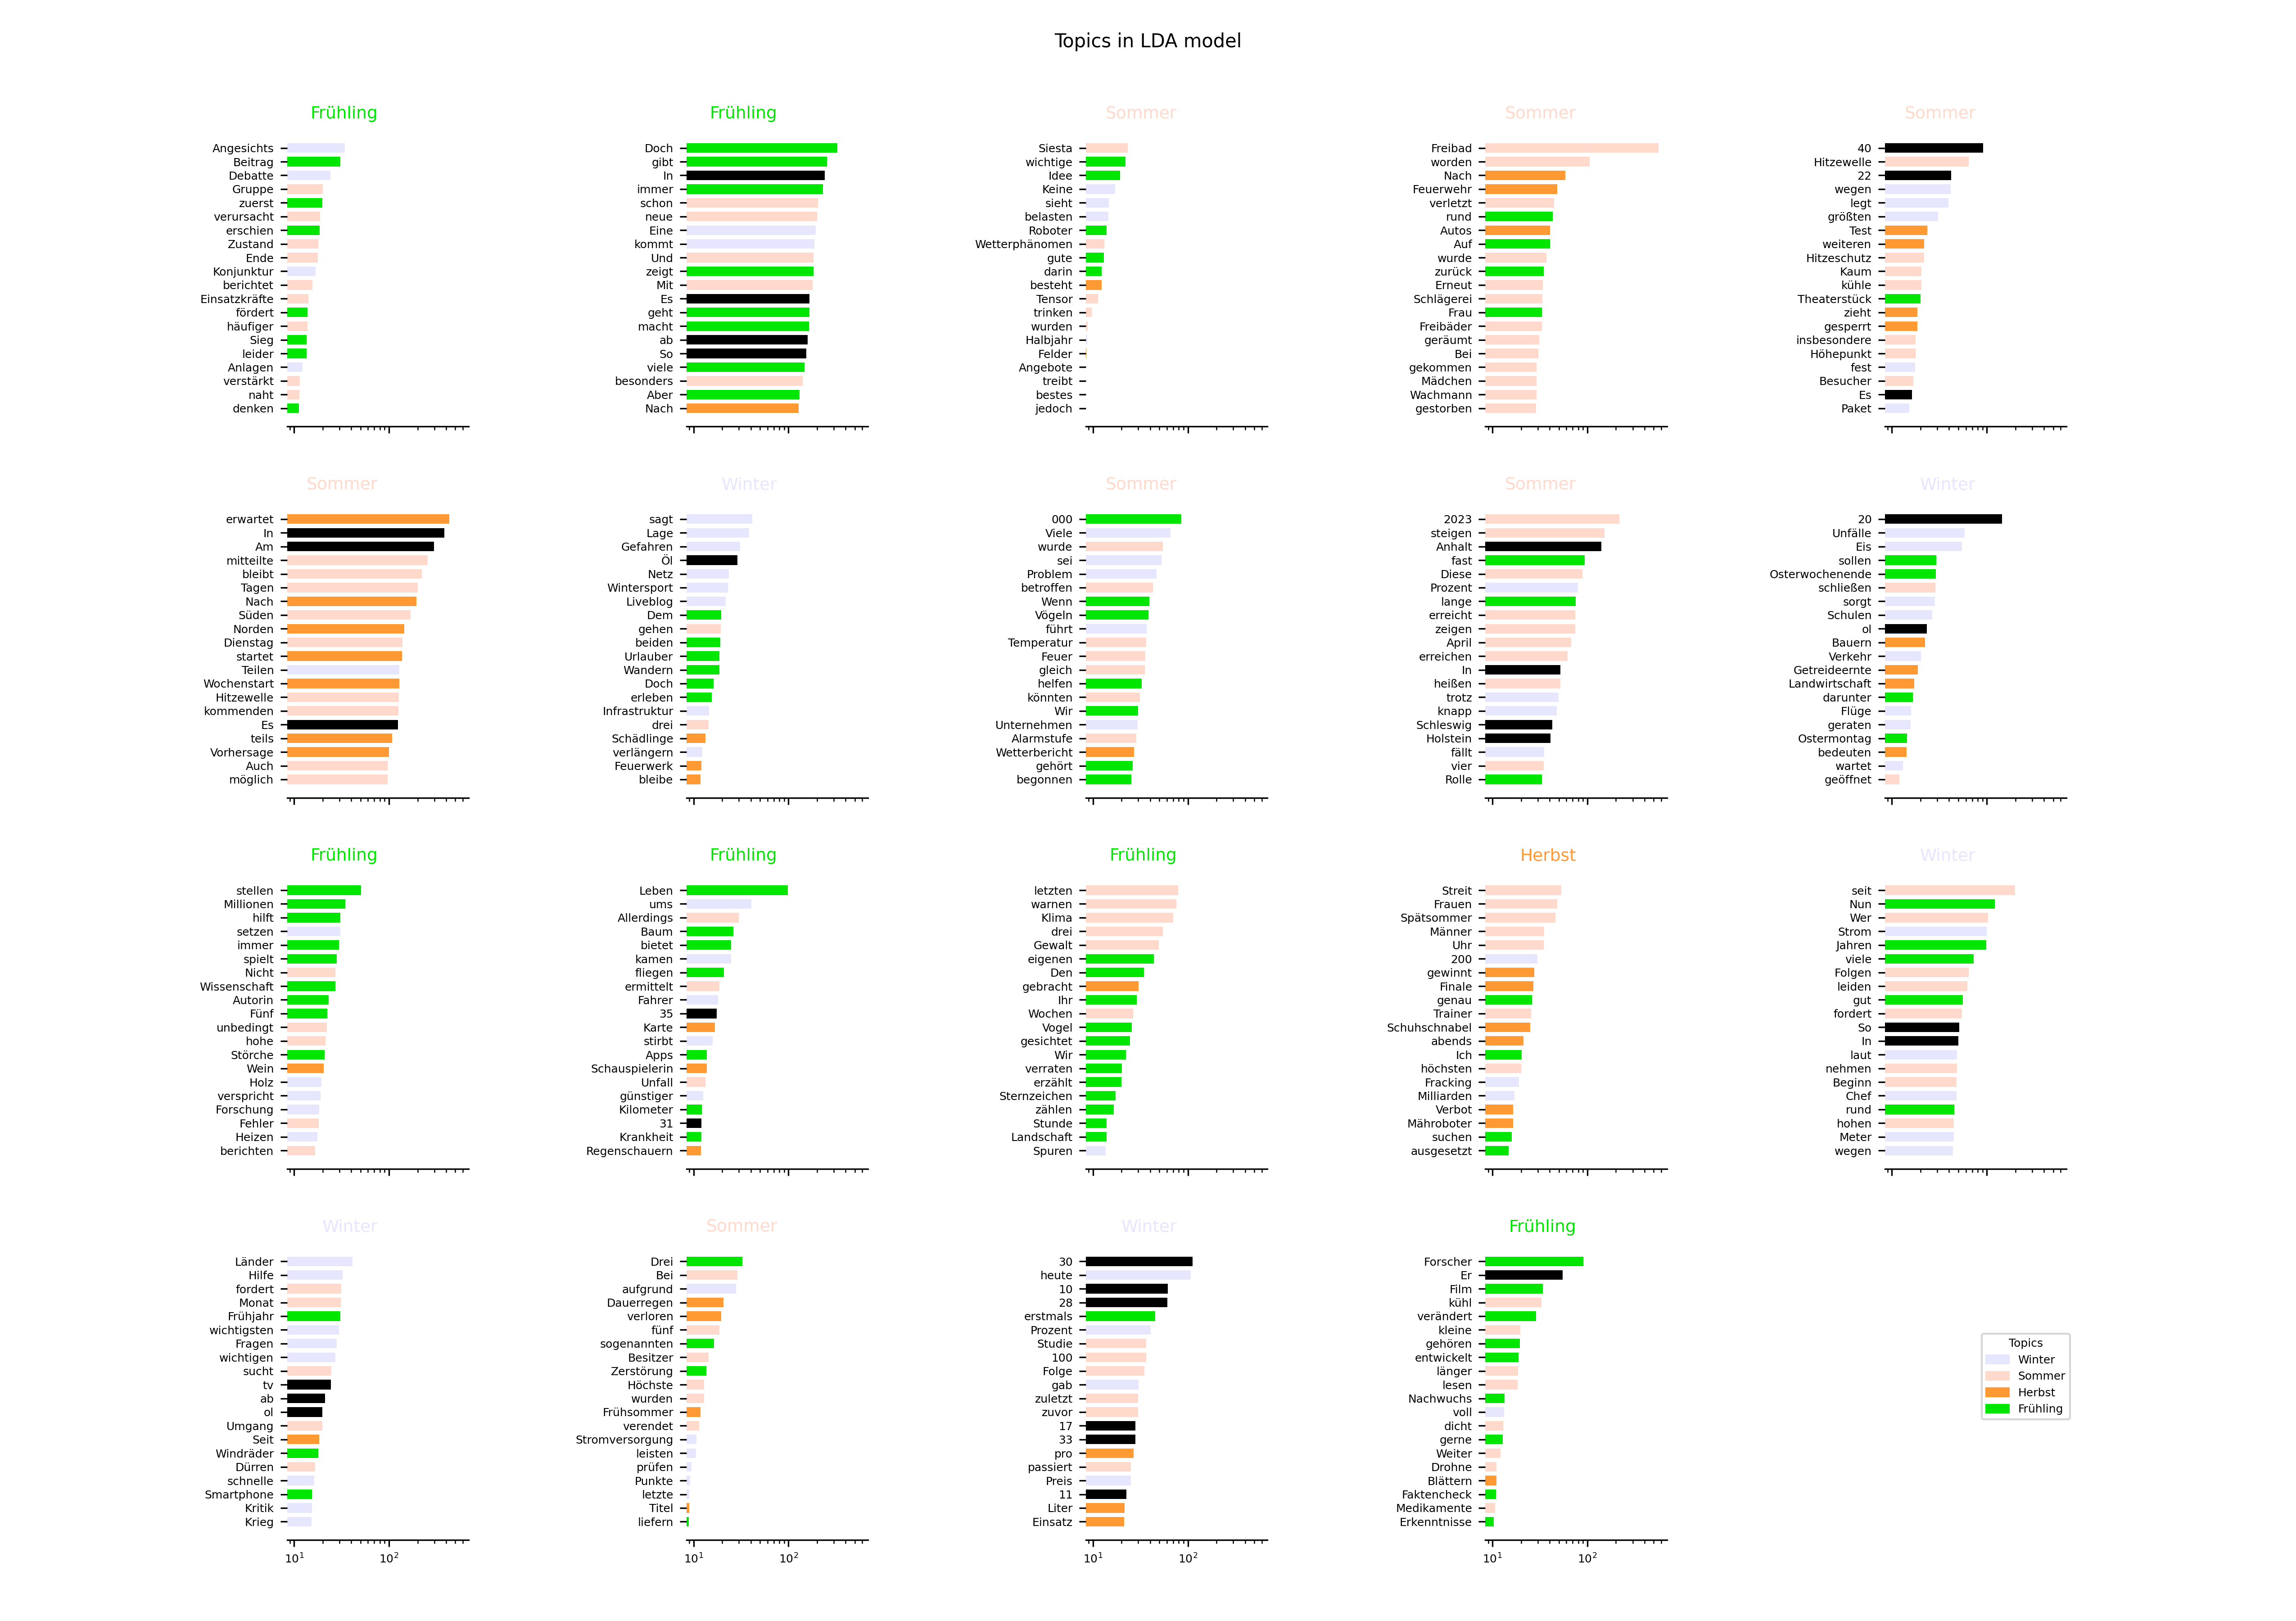 Topics in LDA model
Frühling
Angesichts
Beitrag
Debatte
Gruppe
zuerst
verursacht
erschien
Zustand
Ende
Konjunktur
berichtet
Einsatzkräfte
fördert
häufiger
Sieg
leider
Anlagen
verstärkt
naht
denken
Frühling
Doch
gibt
In
immer
schon
neue
Eine
kommt
Und
zeigt
Mit
Es
geht
macht
ab
So
viele
besonders
Aber
Nach
Sommer
Siesta
wichtige
Idee
Keine
sieht
belasten
Roboter
Wetterphänomen
gute
darin
besteht
Tensor
trinken
wurden
Halbjahr
Felder
Angebote
treibt
bestes
jedoch
Sommer
Freibad
worden
Nach
Feuerwehr
verletzt
rund
Autos
Auf
wurde
zurück
Erneut
Schlägerei
Frau
Freibäder
geräumt
Bei
gekommen
Mädchen
Wachmann
gestorben
Sommer
40
Hitzewelle
22
wegen
legt
größten
Test
weiteren
Hitzeschutz
Kaum
kühle
Theaterstück
zieht
gesperrt
insbesondere
Höhepunkt
fest
Besucher
Es
Paket
Sommer
erwartet
In
Am
mitteilte
bleibt
Tagen
Nach
Süden
Norden
Dienstag
startet
Teilen
Wochenstart
Hitzewelle
kommenden
Es
teils
Vorhersage
Auch
möglich
Winter
sagt
Lage
Gefahren
Öl
Netz
Wintersport
Liveblog
Dem
gehen
beiden
Urlauber
Wandern
Doch
erleben
Infrastruktur
drei
Schädlinge
verlängern
Feuerwerk
bleibe
Sommer
000
Viele
wurde
sei
Problem
betroffen
Wenn
Vögeln
führt
Temperatur
Feuer
gleich
helfen
könnten
Wir
Unternehmen
Alarmstufe
Wetterbericht
gehört
begonnen
Sommer
2023
steigen
Anhalt
fast
Diese
Prozent
lange
erreicht
zeigen
April
erreichen
In
heißen
trotz
knapp
Schleswig
Holstein
fällt
vier
Rolle
Winter
20
Unfälle
Eis
sollen
Osterwochenende
schließen
sorgt
Schulen
ol
Bauern
Verkehr
Getreideernte
Landwirtschaft
darunter
Flüge
geraten
Ostermontag
bedeuten
wartet
geöffnet
Frühling
stellen
Millionen
hilft
setzen
immer
spielt
Nicht
Wissenschaft
Autorin
Fünf
unbedingt
hohe
Störche
Wein
Holz
verspricht
Forschung
Fehler
Heizen
berichten
Frühling
Leben
ums
Allerdings
Baum
bietet
kamen
fliegen
ermittelt
Fahrer
35
Karte
stirbt
Apps
Schauspielerin
Unfall
günstiger
Kilometer
31
Krankheit
Regenschauern
Frühling
letzten
warnen
Klima
drei
Gewalt
eigenen
Den
gebracht
Ihr
Wochen
Vogel
gesichtet
Wir
verraten
erzählt
Sternzeichen
zählen
Stunde
Landschaft
Spuren
Herbst
Streit
Frauen
Spätsommer
Männer
Uhr
200
gewinnt
Finale
genau
Trainer
Schuhschnabel
abends
Ich
höchsten
Fracking
Milliarden
Verbot
Mähroboter
suchen
ausgesetzt
Winter
seit
Nun
Wer
Strom
Jahren
viele
Folgen
leiden
gut
fordert
So
In
laut
nehmen
Beginn
Chef
rund
hohen
Meter
wegen
Winter
Länder
Hilfe
fordert
Monat
Frühjahr
wichtigsten
Fragen
wichtigen
sucht
tv
ab
ol
Umgang
Seit
Windräder
Dürren
schnelle
Smartphone
Kritik
Krieg
10¹ 10²
Sommer
Drei
Bei
aufgrund
Dauerregen
verloren
fünf
sogenannten
Besitzer
Zerstörung
Höchste
wurden
Frühsommer
verendet
Stromversorgung
leisten
prüfen
Punkte
letzte
Titel
liefern
10¹ 10²
Winter
30
heute
10
28
erstmals
Prozent
Studie
100
Folge
gab
zuletzt
zuvor
17
33
pro
passiert
Preis
11
Liter
Einsatz
10¹ 10²
Frühling
Forscher
Er
Film
kühl
verändert
kleine
gehören
entwickelt
länger
lesen
Nachwuchs
voll
dicht
gerne
Weiter
Drohne
Blättern
Faktencheck
Medikamente
Erkenntnisse
10¹ 10²
Topics
Winter
Sommer
Herbst
Frühling